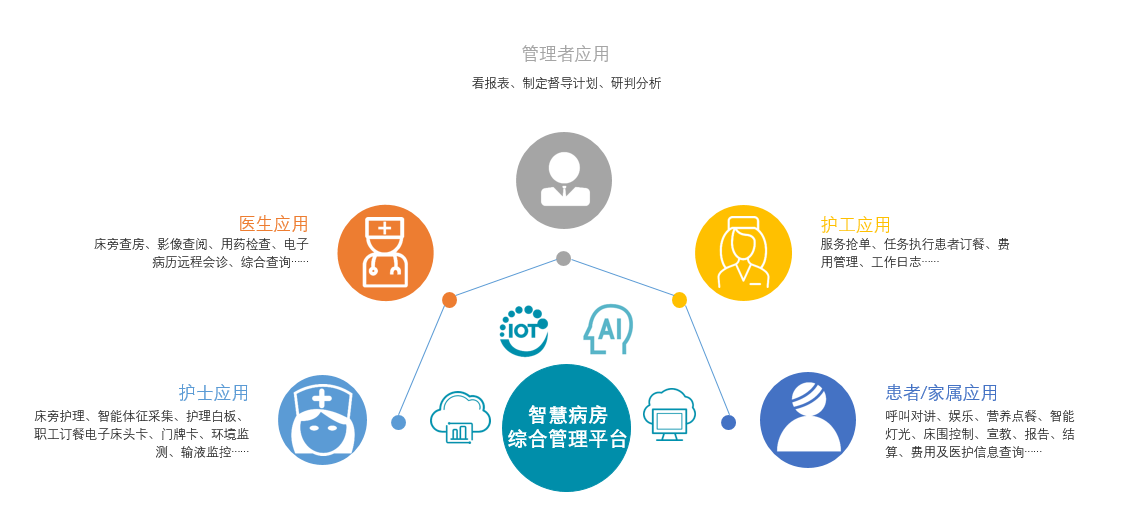 管理者应用
看报表、制定督导计划、研判分析
医生应用
床旁查房、影像查阅、用药检查、电子
病历远程会诊、综合查询······
护工应用
服务抢单、任务执行患者订餐、费
用管理、工作日志······
IOT
AI
护士应用
床旁护理、智能体征采集、护理白板、
职工订餐电子床头卡、门牌卡、环境监
测、输液监控······
智慧病房
综合管理平台
患者/家属应用
呼叫对讲、娱乐、营养点餐、智能
灯光、床围控制、宣教、报告、结
算、费用及医护信息查询······